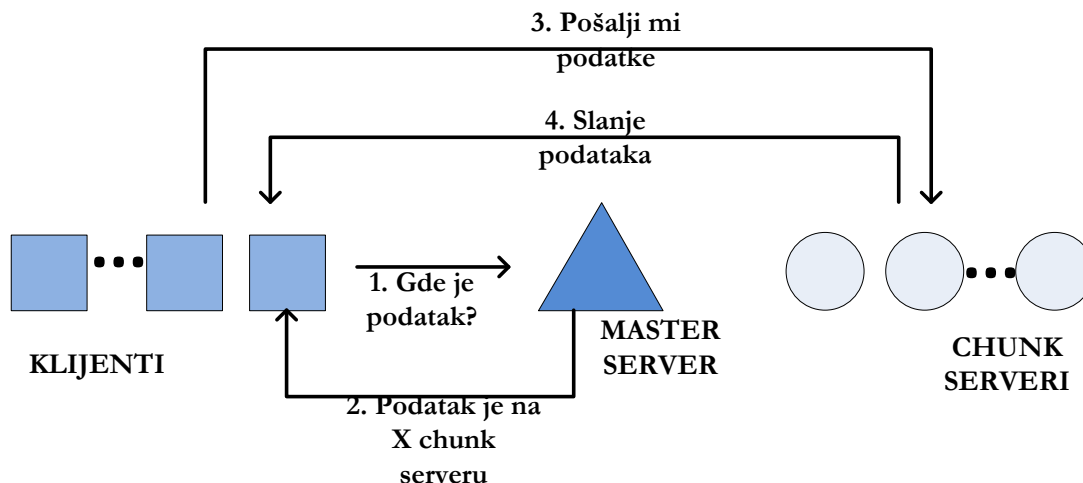 3. Pošalji mi
podatke
4. Slanje
podataka
1. Gde je
podatak?
MASTER
SERVER
KLIJENTI
CHUNK
SERVERI
2. Podatak je na
X chunk
serveru